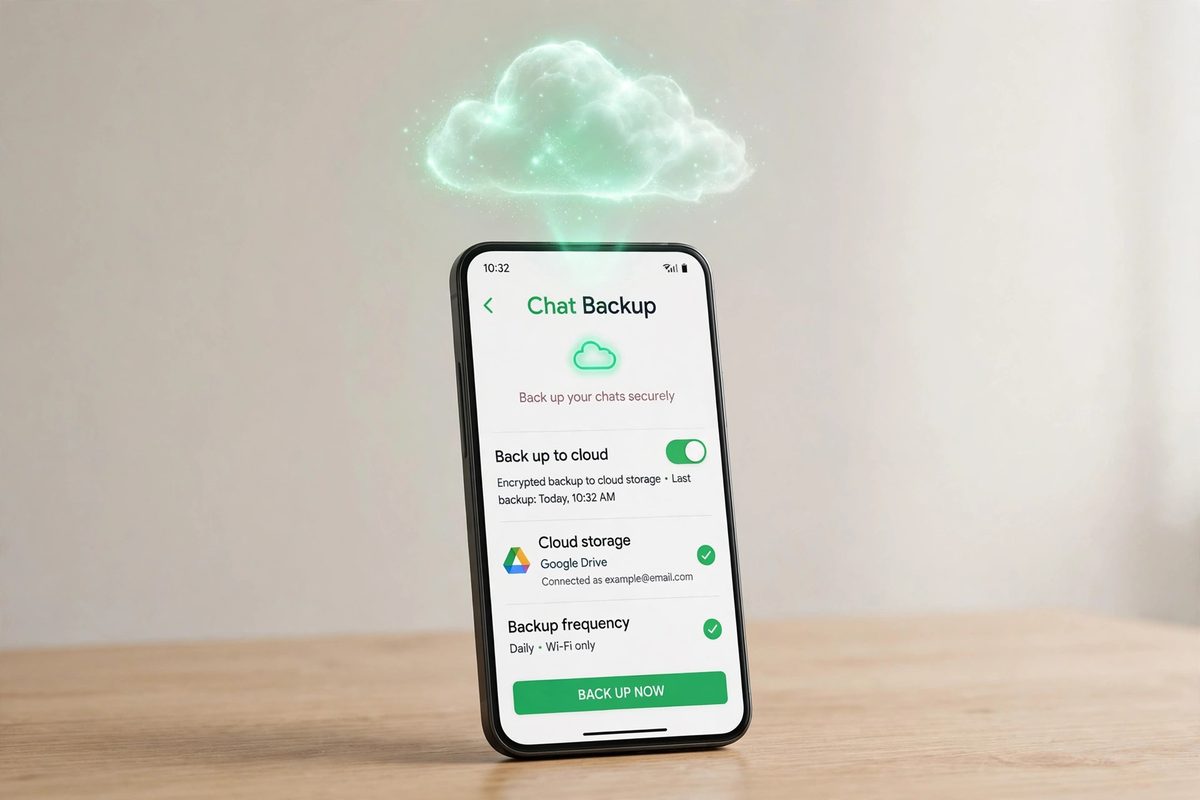 10:32
Chat Backup
Back up your chats securely
Back up to cloud
Encrypted backup to cloud storage • Last
backup: Today, 10:32 AM
Cloud storage
Google Drive
Connected as example@email.com
Backup frequency
Daily • Wi-Fi only
BACK UP NOW